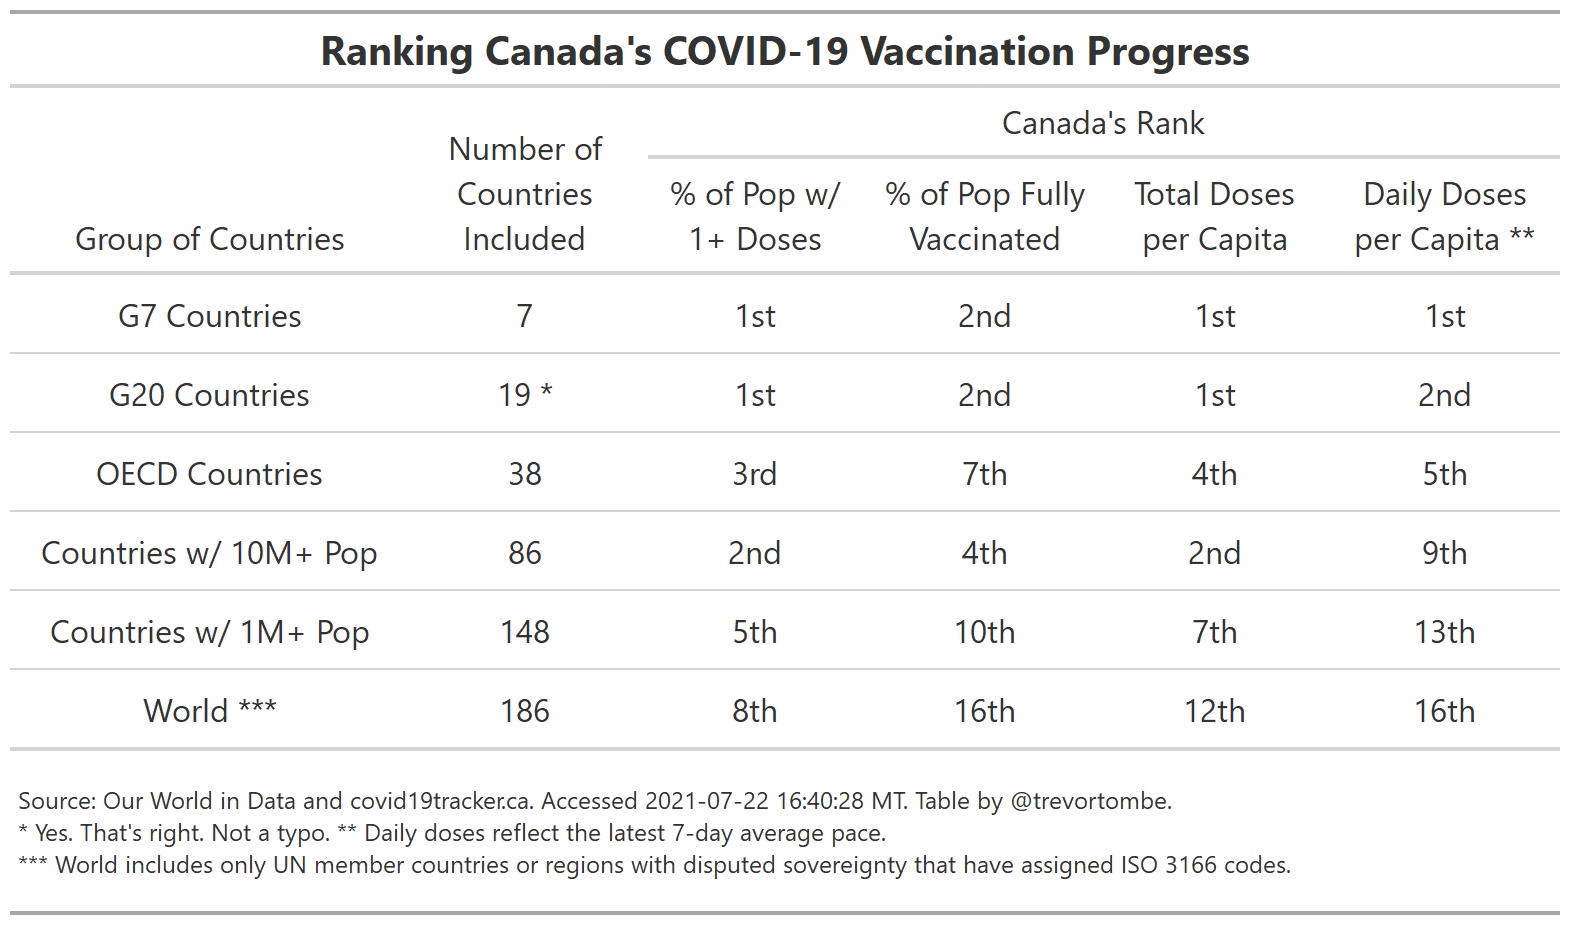 Ranking Canada's COVID-19 Vaccination Progress
Canada's Rank
Number of
Countries
Included
% of Pop w/
1+ Doses
% of Pop Fully
Vaccinated
Total Doses
per Capita
Daily Doses
per Capita **
Group of Countries
G7 Countries 7 1st 2nd 1st 1st
G20 Countries 19 * 1st 2nd 1st 2nd
OECD Countries 38 3rd 7th 4th 5th
Countries w/ 10M+ Pop 86 2nd 4th 2nd 9th
Countries w/ 1M+ Pop 148 5th 10th 7th 13th
World *** 186 8th 16th 12th 16th
Source: Our World in Data and covid19tracker.ca. Accessed 2021-07-22 16:40:28 MT. Table by @trevortombe.
* Yes. That's right. Not a typo. ** Daily doses reflect the latest 7-day average pace.
*** World includes only UN member countries or regions with disputed sovereignty that have assigned ISO 3166 codes.